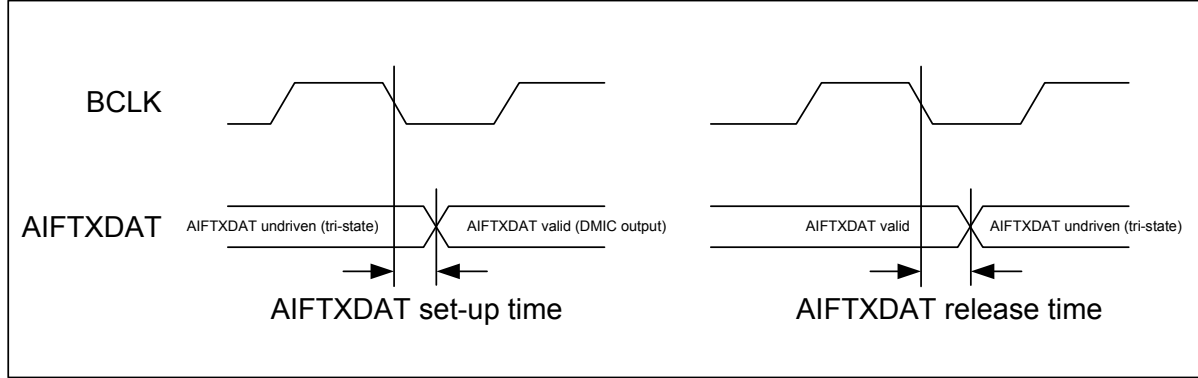 BCLK
AIFTXDAT
AIFTXDAT undriven (tri-state)
AIFTXDAT valid (DMIC output)
AIFTXDAT set-up time
AIFTXDAT valid
AIFTXDAT undriven (tri-state)
AIFTXDAT release time